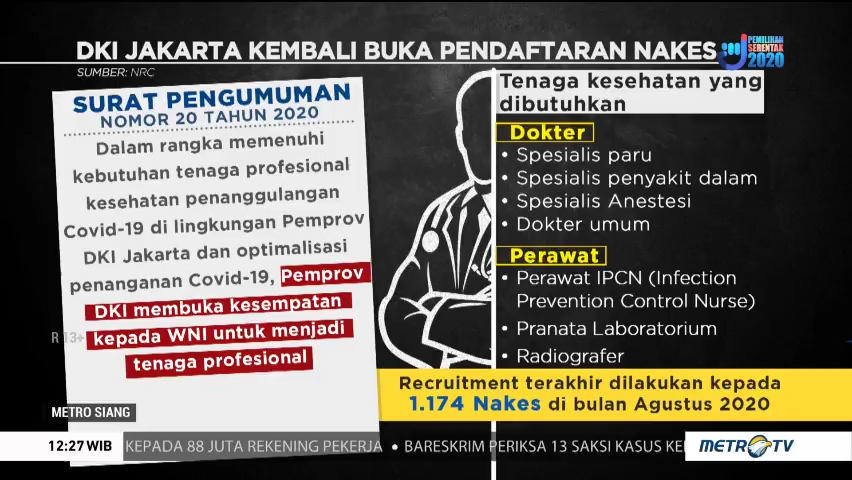 DKI JAKARTA KEMBALI BUKA PENDAFTARAN NAKES
PEMILIHAN
SERENTAK
2020
SUMBER: NRC
SURAT PENGUMUMAN
NOMOR 20 TAHUN 2020
Dalam rangka memenuhi
kebutuhan tenaga profesional
kesehatan penanggulangan
Covid-19 di lingkungan Pemprov
DKI Jakarta dan optimalisasi
penanganan Covid-19, Pemprov
DKI membuka kesempatan
kepada WNI untuk menjadi
tenaga profesional
Tenaga kesehatan yang
dibutuhkan
Dokter
• Spesialis paru
• Spesialis penyakit dalam
• Spesialis Anestesi
• Dokter umum
Perawat
• Perawat IPCN (Infection
Prevention Control Nurse)
• Pranata Laboratorium
• Radiografer
R 13+
Recruitment terakhir dilakukan kepada
1.174 Nakes di bulan Agustus 2020
METRO SIANG
12:27 WIB
KEPADA 88 JUTA REKENING PEKERJA • BARESKRIM PERIKSA 13 SAKSI KASUS
METRO TV